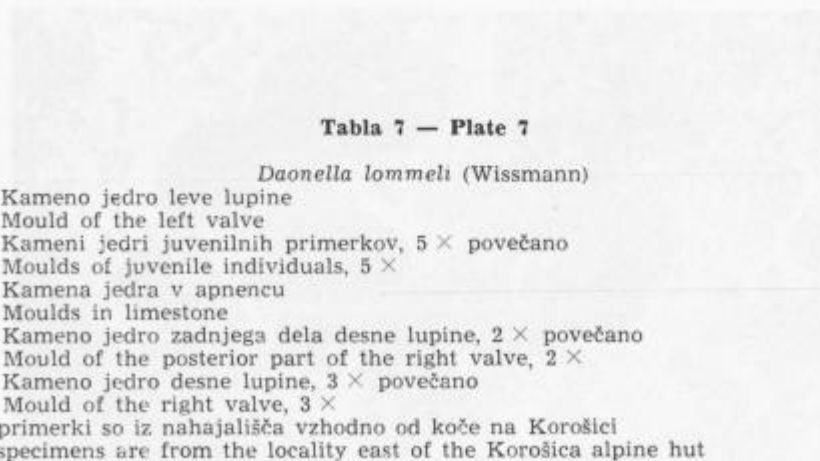 Tabla 7 — Plate 7
Daonella lommeli (Wissmann)
Kameno jedro leve lupine
Mould of the left valve
Kameni jedri juvenilnih primerkov, 5 × povečano
Moulds of juvenile individuals, 5 ×
Kamena jedra v apnencu
Moulds in limestone
Kameno jedro zadnjega dela desne lupine, 2 × povečano
Mould of the posterior part of the right valve, 2 ×
Kameno jedro desne lupine, 3 × povečano
Mould of the right valve, 3 ×
primerki so iz nahajališča vzhodno od koče na Korošici
specimens are from the locality east of the Korošica alpine hut